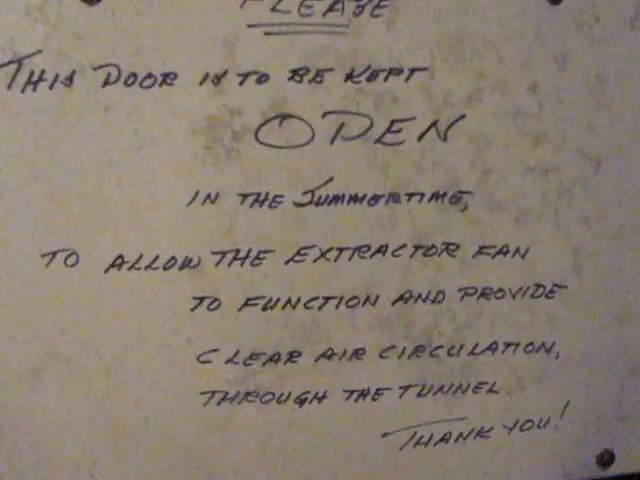 PLEASE
THIS DOOR IS TO BE KEPT
OPEN
IN THE SUMMERTIME,
TO ALLOW THE EXTRACTOR FAN
TO FUNCTION AND PROVIDE
CLEAR AIR CIRCULATION,
THROUGH THE TUNNEL.
THANK YOU!